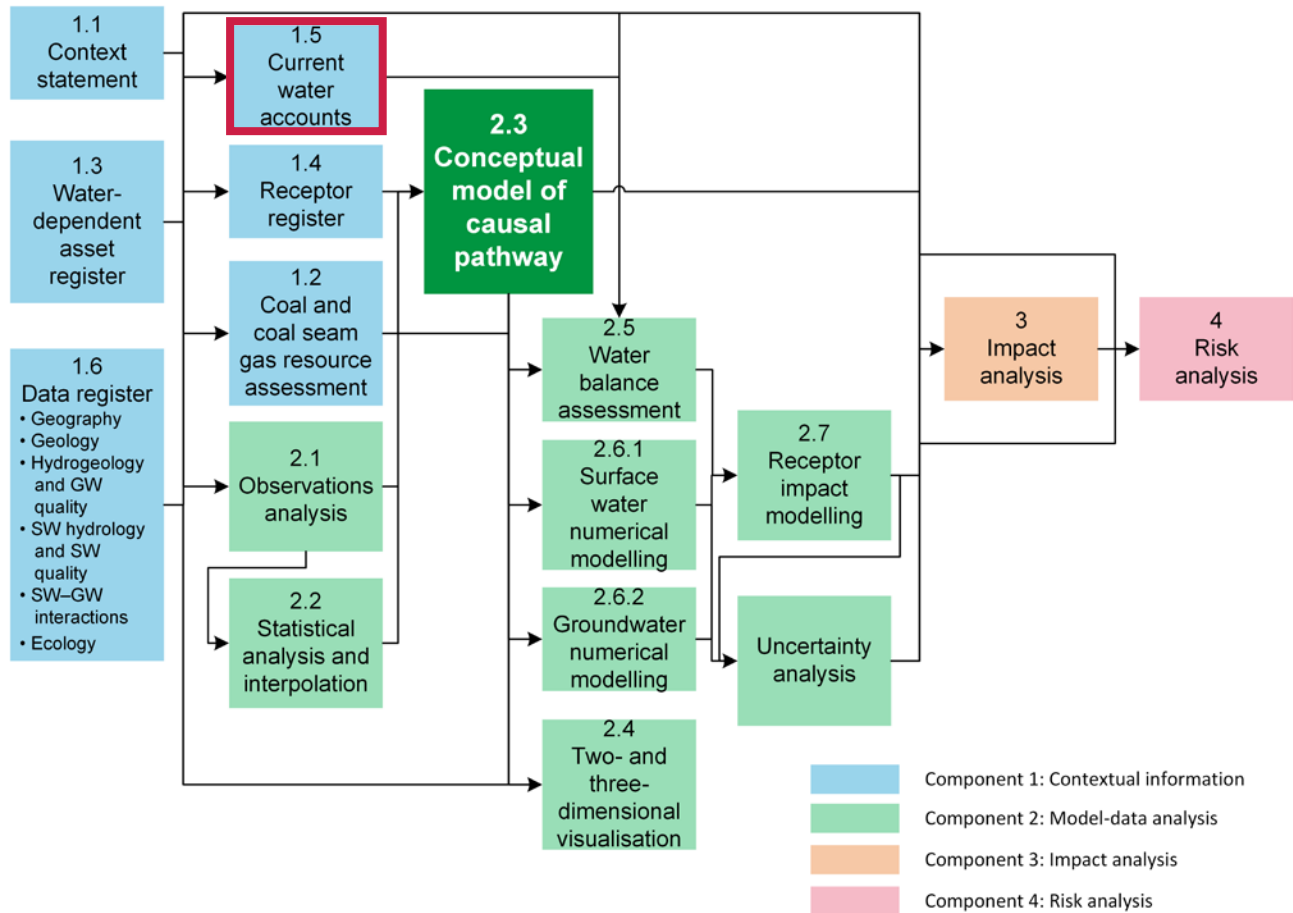 1.1
Context
statement
1.5
Current
water
accounts
1.3
Water-
dependent
asset
register
1.4
Receptor
register
2.3
Conceptual
model of
causal
pathway
1.2
Coal and
coal seam
gas resource
assessment
1.6
Data register
• Geography
• Geology
• Hydrogeology
and GW
quality
• SW hydrology
and SW
quality
• SW–GW
interactions
• Ecology
2.1
Observations
analysis
2.2
Statistical
analysis and
interpolation
2.5
Water
balance
assessment
2.6.1
Surface
water
numerical
modelling
2.6.2
Groundwater
numerical
modelling
2.4
Two- and
three-
dimensional
visualisation
2.7
Receptor
impact
modelling
Uncertainty
analysis
3
Impact
analysis
4
Risk
analysis
Component 1: Contextual information
Component 2: Model-data analysis
Component 3: Impact analysis
Component 4: Risk analysis